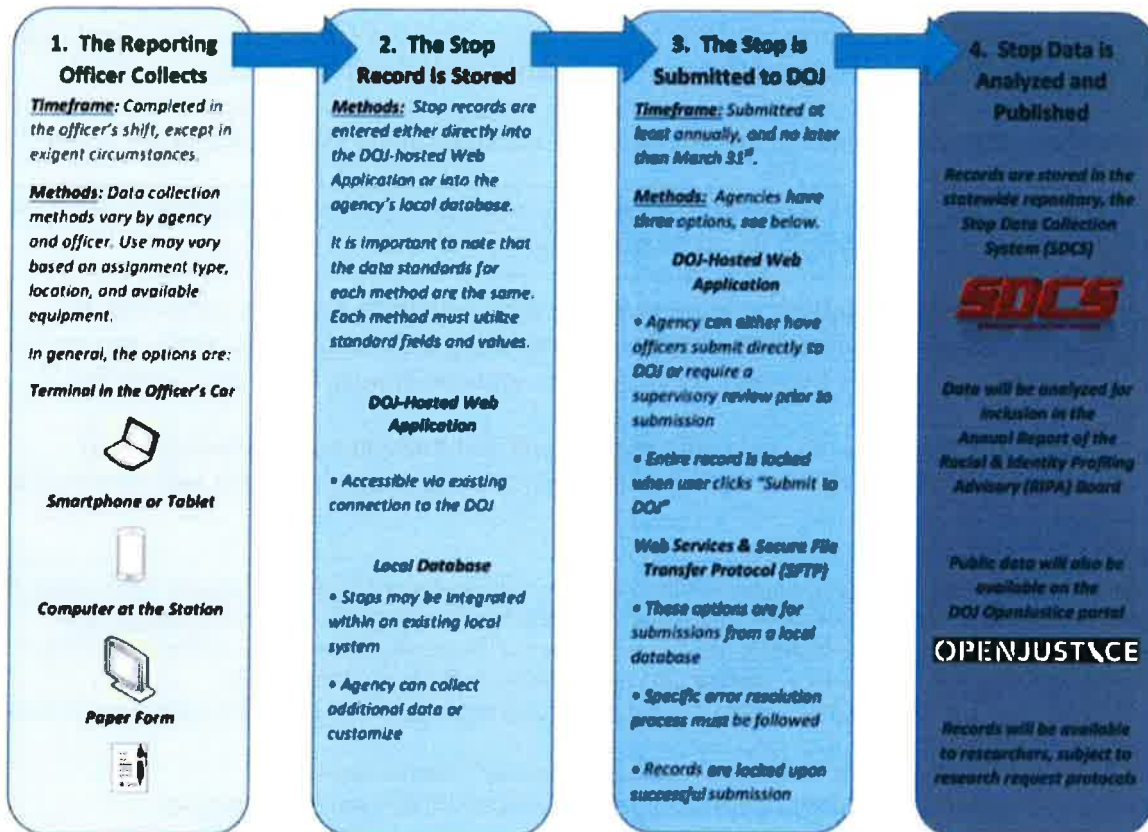 1. The Reporting
Officer Collects
Timeframe: Completed in
the officer's shift, except in
exigent circumstances.
Methods: Data collection
methods vary by agency
and officer. Use may vary
based on assignment type,
location, and available
equipment.
In general, the options are:
Terminal in the Officer's Car
Smartphone or Tablet
Computer at the Station
Paper Form
2. The Stop
Record is Stored
Methods: Stop records are
entered either directly into
the DOJ-hosted Web
Application or into the
agency's local database.
It is important to note that
the data standards for
each method are the same.
Each method must utilize
standard fields and values.
DOJ-Hosted Web
Application
• Accessible via existing
connection to the DOJ
Local Database
• Stops may be integrated
within an existing local
system
• Agency can collect
additional data or
customize
3. The Stop is
Submitted to DOJ
Timeframe: Submitted at
least annually, and no later
than March 31st.
Methods: Agencies have
three options, see below.
DOJ-Hosted Web
Application
• Agency can either have
officers submit directly to
DOJ or require a
supervisory review prior to
submission
• Entire record is locked
when user clicks "Submit to
DOJ"
Web Services & Secure File
Transfer Protocol (SFTP)
• These options are for
submissions from a local
database
• Specific error resolution
process must be followed
• Records are locked upon
successful submission
4. Stop Data is
Analyzed and
Published
Records are stored in the
statewide repository, the
Stop Data Collection
System (SDCS)
SDCS
Data will be analyzed for
inclusion in the
Annual Report of the
Racial & Identity Profiling
Advisory (RIPA) Board
Public data will also be
available on the
DOJ OpenJustice portal
OPENJUSTICE
Records will be available
to researchers, subject to
research request protocols